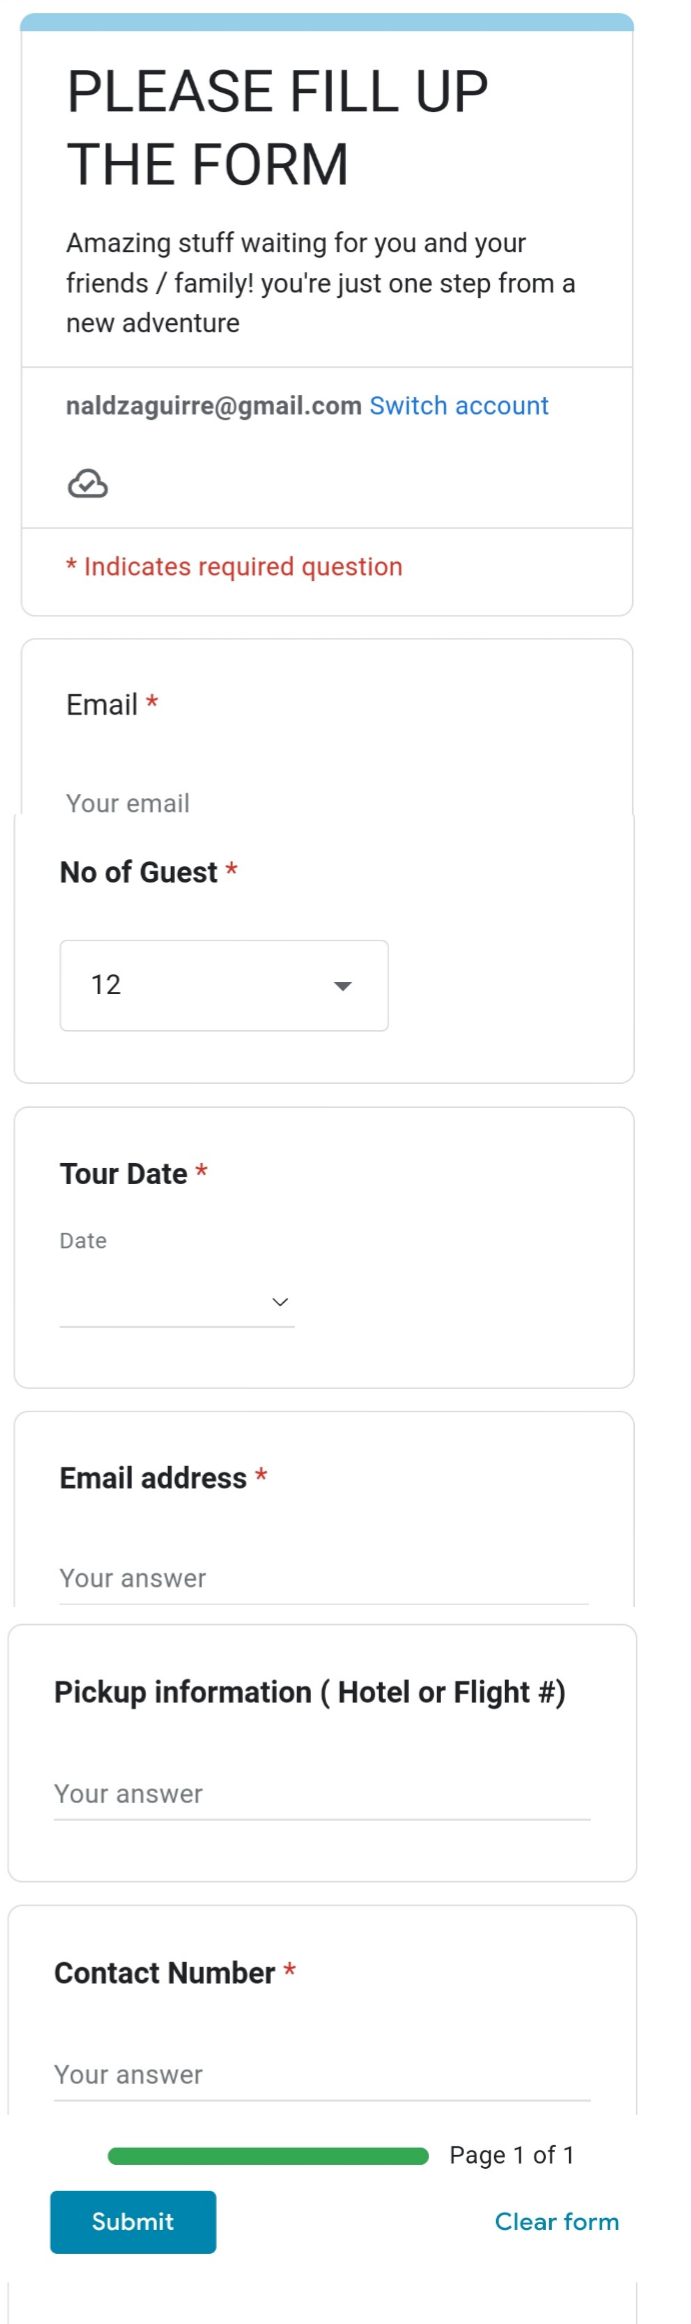 PLEASE FILL UP
THE FORM
Amazing stuff waiting for you and your
friends / family! you're just one step from a
new adventure
naldzaguirre@gmail.com Switch account
* Indicates required question
Email *
Your email
No of Guest *
12
Tour Date *
Date
Email address *
Your answer
Pickup information ( Hotel or Flight #)
Your answer
Contact Number *
Your answer
Page 1 of 1
Submit Clear form